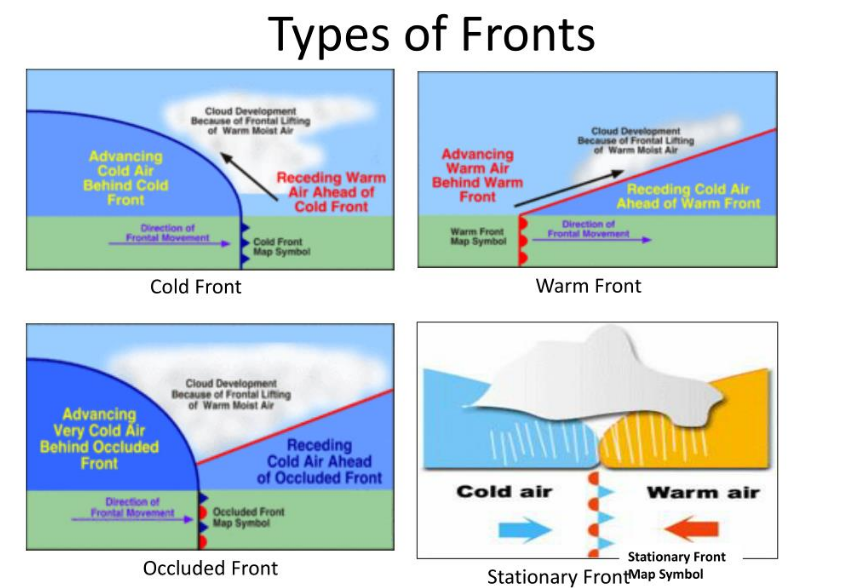 Types of Fronts
Cloud Development
Because of Frontal Lifting
of Warm Moist Air
Advancing
Cold Air
Behind Cold
Front
Receding Warm
Air Ahead of
Cold Front
Direction of
Frontal Movement
Cold Front
Map Symbol
Cold Front
Cloud Development
Because of Frontal Lifting
of Warm Moist Air
Advancing
Warm Air
Behind Warm
Front
Receding Cold Air
Ahead of Warm Front
Warm Front
Map Symbol
Direction of
Frontal Movement
Warm Front
Cloud Development
Because of Frontal Lifting
of Warm Moist Air
Advancing
Very Cold Air
Behind Occluded
Front
Receding
Cold Air Ahead
of Occluded Front
Direction of
Frontal Movement
Occluded Front
Map Symbol
Occluded Front
Cold air
Warm air
Stationary Front
Map Symbol
Stationary Front